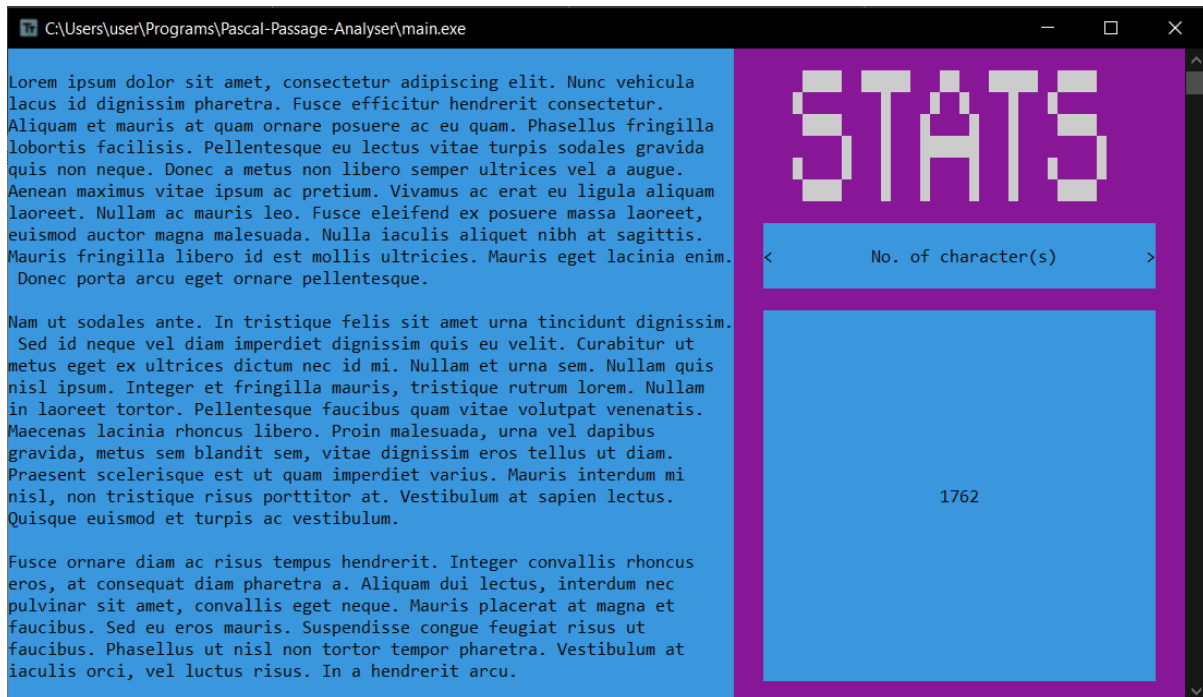 C:\Users\user\Programs\Pascal-Passage-Analyser\main.exe
Lorem ipsum dolor sit amet, consectetur adipiscing elit. Nunc vehicula
lacus id dignissim pharetra. Fusce efficitur hendrerit consectetur.
Aliquam et mauris at quam ornare posuere ac eu quam. Phasellus fringilla
lobortis facilisis. Pellentesque eu lectus vitae turpis sodales gravida
quis non neque. Donec a metus non libero semper ultrices vel a augue.
Aenean maximus vitae ipsum ac pretium. Vivamus ac erat eu ligula aliquam
laoreet. Nullam ac mauris leo. Fusce eleifend ex posuere massa laoreet,
euismod auctor magna malesuada. Nulla iaculis aliquet nibh at sagittis.
Mauris fringilla libero id est mollis ultricies. Mauris eget lacinia enim.
Donec porta arcu eget ornare pellentesque.
Nam ut sodales ante. In tristique felis sit amet urna tincidunt dignissim.
Sed id neque vel diam imperdiet dignissim quis eu velit. Curabitur ut
metus eget ex ultrices dictum nec id mi. Nullam et urna sem. Nullam quis
nisl ipsum. Integer et fringilla mauris, tristique rutrum lorem. Nullam
in laoreet tortor. Pellentesque faucibus quam vitae volutpat venenatis.
Maecenas lacinia rhoncus libero. Proin malesuada, urna vel dapibus
gravida, metus sem blandit sem, vitae dignissim eros tellus ut diam.
Praesent scelerisque est ut quam imperdiet varius. Mauris interdum mi
nisl, non tristique risus porttitor at. Vestibulum at sapien lectus.
Quisque euismod et turpis ac vestibulum.
Fusce ornare diam ac risus tempus hendrerit. Integer convallis rhoncus
eros, at consequat diam pharetra a. Aliquam dui lectus, interdum nec
pulvinar sit amet, convallis eget neque. Mauris placerat at magna et
faucibus. Sed eu eros mauris. Suspendisse congue feugiat risus ut
faucibus. Phasellus ut nisl non tortor tempor pharetra. Vestibulum at
iaculis orci, vel luctus risus. In a hendrerit arcu.
STATS
< No. of character(s) >
1762